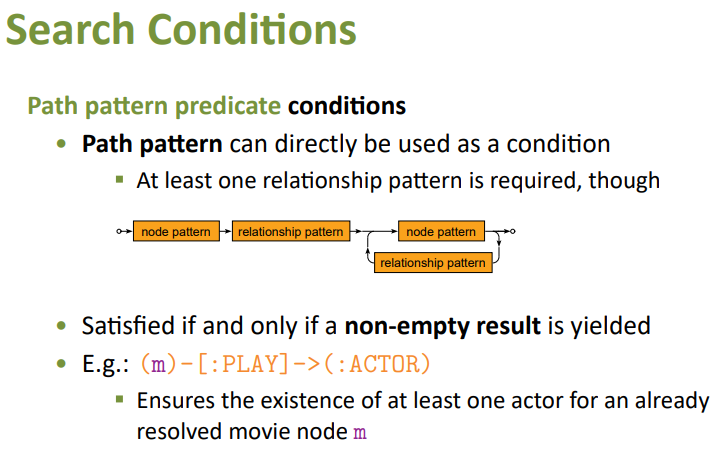 Search Conditions
Path pattern predicate conditions
• Path pattern can directly be used as a condition
▪ At least one relationship pattern is required, though
node pattern relationship pattern node pattern
relationship pattern
• Satisfied if and only if a non-empty result is yielded
• E.g.: (m)-[:PLAY]->(:ACTOR)
▪ Ensures the existence of at least one actor for an already
resolved movie node m